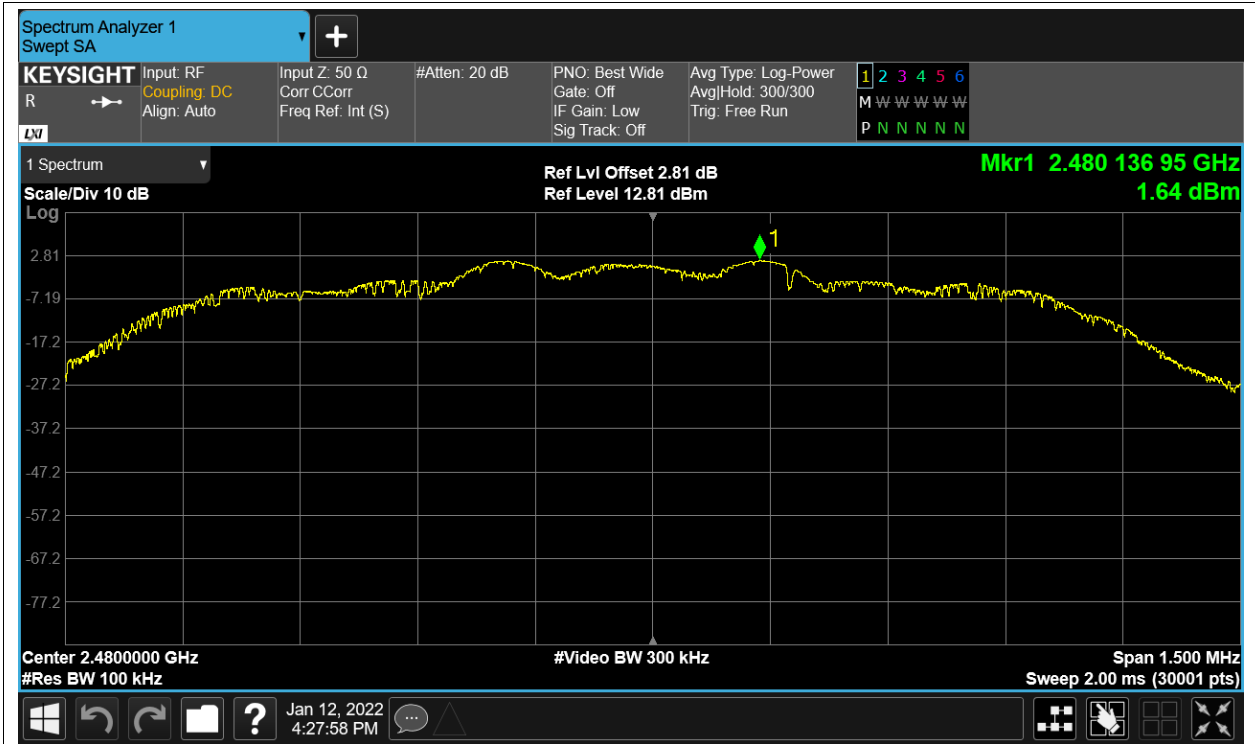 Spectrum Analyzer 1
Swept SA
KEYSIGHT
R
LXI
Input: RF
Coupling: DC
Align: Auto
Input Z: 50 Ω
Corr CCorr
Freq Ref: Int (S)
#Atten: 20 dB
PNO: Best Wide
Gate: Off
IF Gain: Low
Sig Track: Off
Avg Type: Log-Power
Avg|Hold: 300/300
Trig: Free Run
1 2 3 4 5 6
M W W W W W
P N N N N N
1 Spectrum
Scale/Div 10 dB
Log
Ref Lvl Offset 2.81 dB
Ref Level 12.81 dBm
Mkr1 2.480 136 95 GHz
1.64 dBm
1
2.81
-7.19
-17.2
-27.2
-37.2
-47.2
-57.2
-67.2
-77.2
Center 2.4800000 GHz
#Res BW 100 kHz
#Video BW 300 kHz
Span 1.500 MHz
Sweep 2.00 ms (30001 pts)
?
Jan 12, 2022
4:27:58 PM